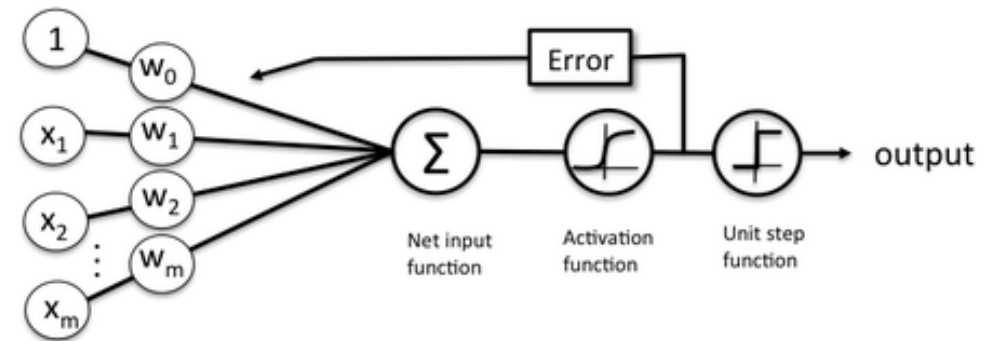 1
w0
Error
x1
w1
Σ
output
x2
w2
Net input
function
Activation
function
Unit step
function
⋮
wm
xm